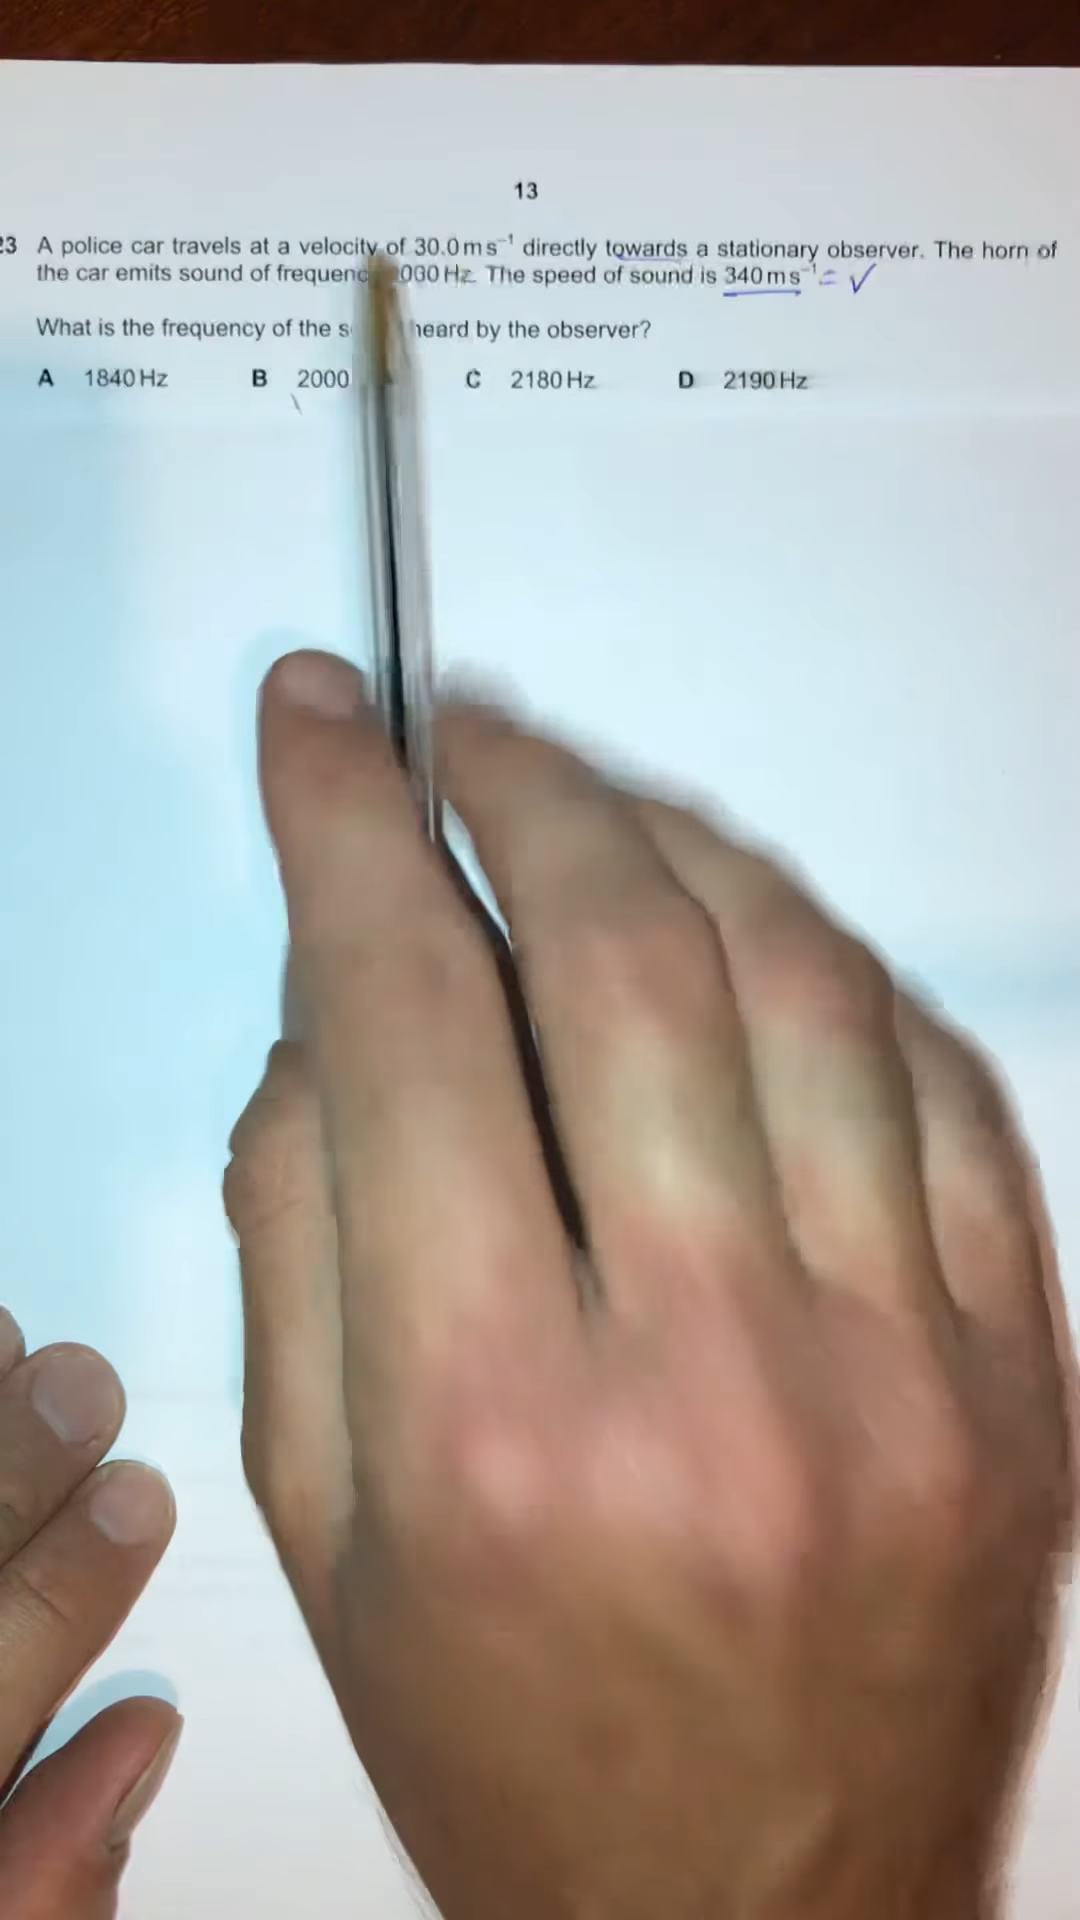 13
23 A police car travels at a velocity of 30.0 m s⁻¹ directly towards a stationary observer. The horn of
the car emits sound of 000 Hz. The speed of sound is 340 m s⁻¹ = ✓
What is the frequency of the heard by the observer?
A 1840 Hz B 2000 C 2180 Hz D 2190 Hz